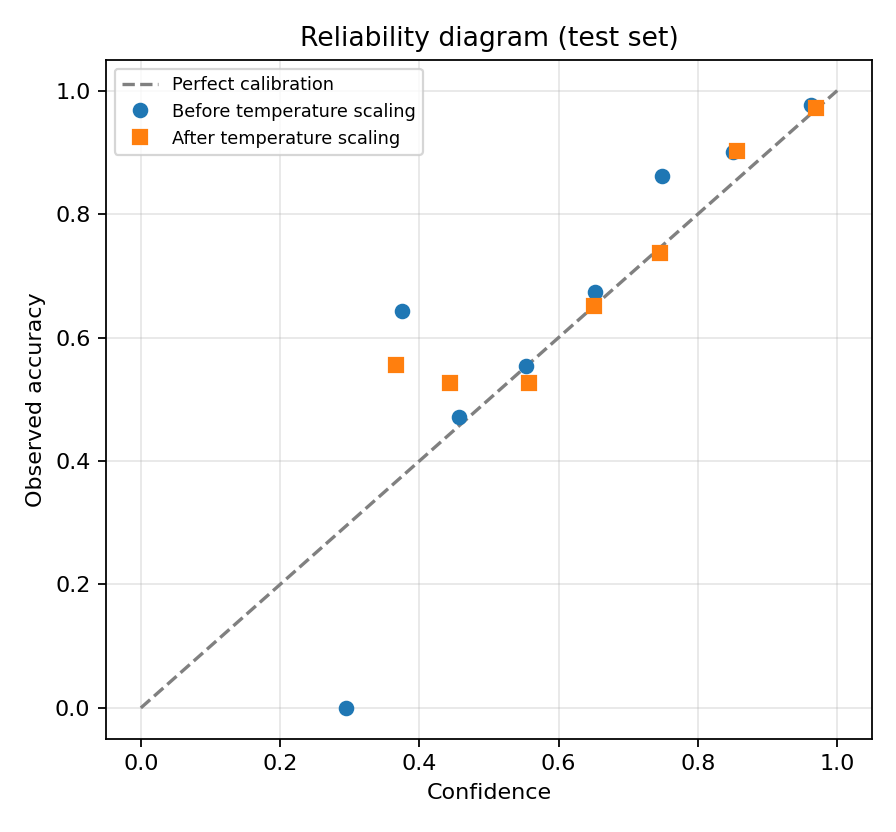 Reliability diagram (test set)
Perfect calibration
Before temperature scaling
After temperature scaling
1.0
0.8
0.6
0.4
0.2
0.0
Observed accuracy
0.0 0.2 0.4 0.6 0.8 1.0
Confidence